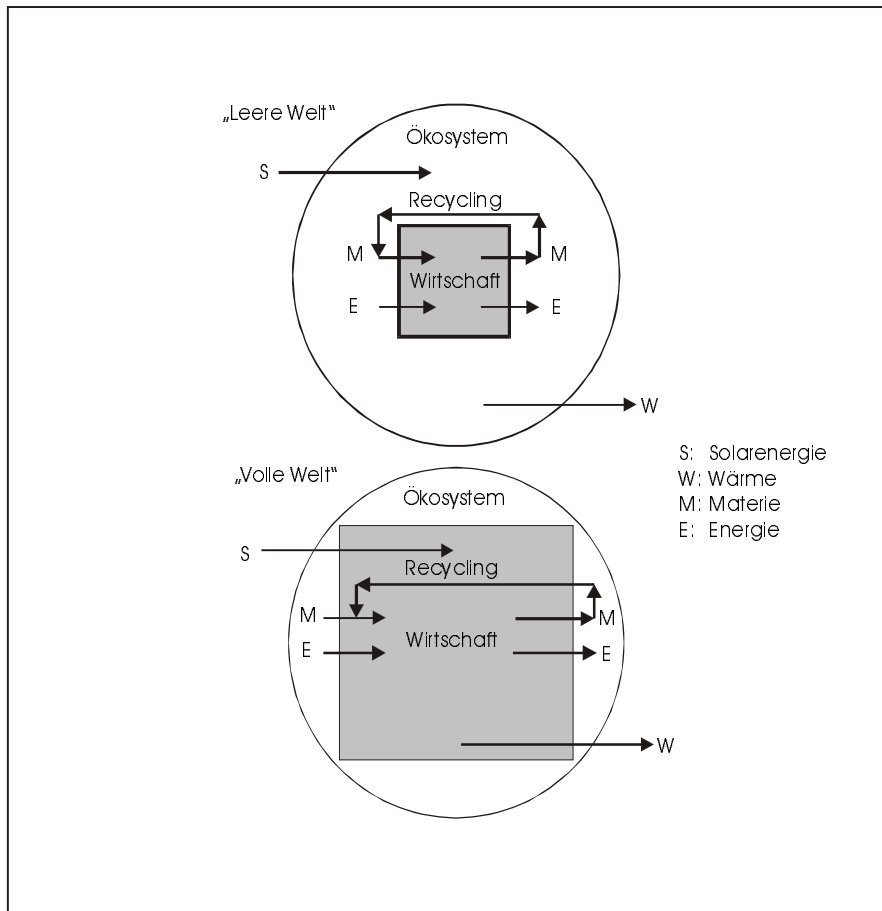 „Leere Welt“
Ökosystem
S
Recycling
M M
Wirtschaft
E E
W
S: Solarenergie
W: Wärme
M: Materie
E: Energie
„Volle Welt“
Ökosystem
S
Recycling
M M
Wirtschaft
E E
W